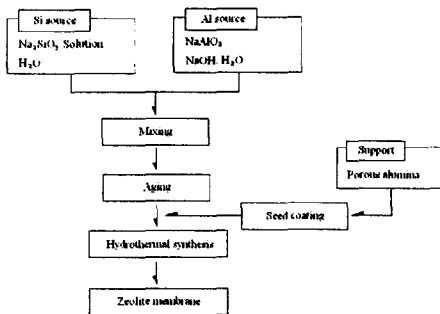 Si source
Na₂SiO₃ Solution
H₂O
Al source
NaAlO₂
NaOH, H₂O
Mixing
Aging
Support
Porous alumina
Seed coating
Hydrothermal synthesis
Zeolite membrane